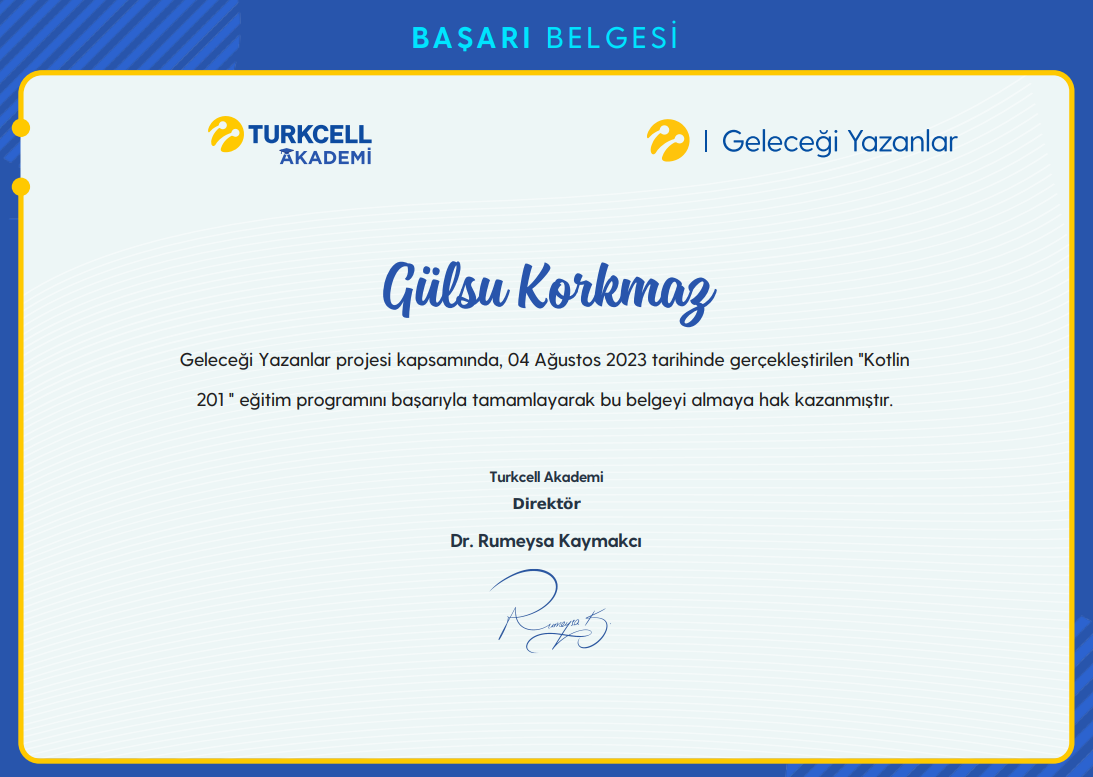 BAŞARI BELGESİ
TURKCELL
AKADEMİ
| Geleceği Yazanlar
Gülsu Korkmaz
Geleceği Yazanlar projesi kapsamında, 04 Ağustos 2023 tarihinde gerçekleştirilen "Kotlin
201 " eğitim programını başarıyla tamamlayarak bu belgeyi almaya hak kazanmıştır.
Turkcell Akademi
Direktör
Dr. Rumeysa Kaymakcı
Rumeysa K.